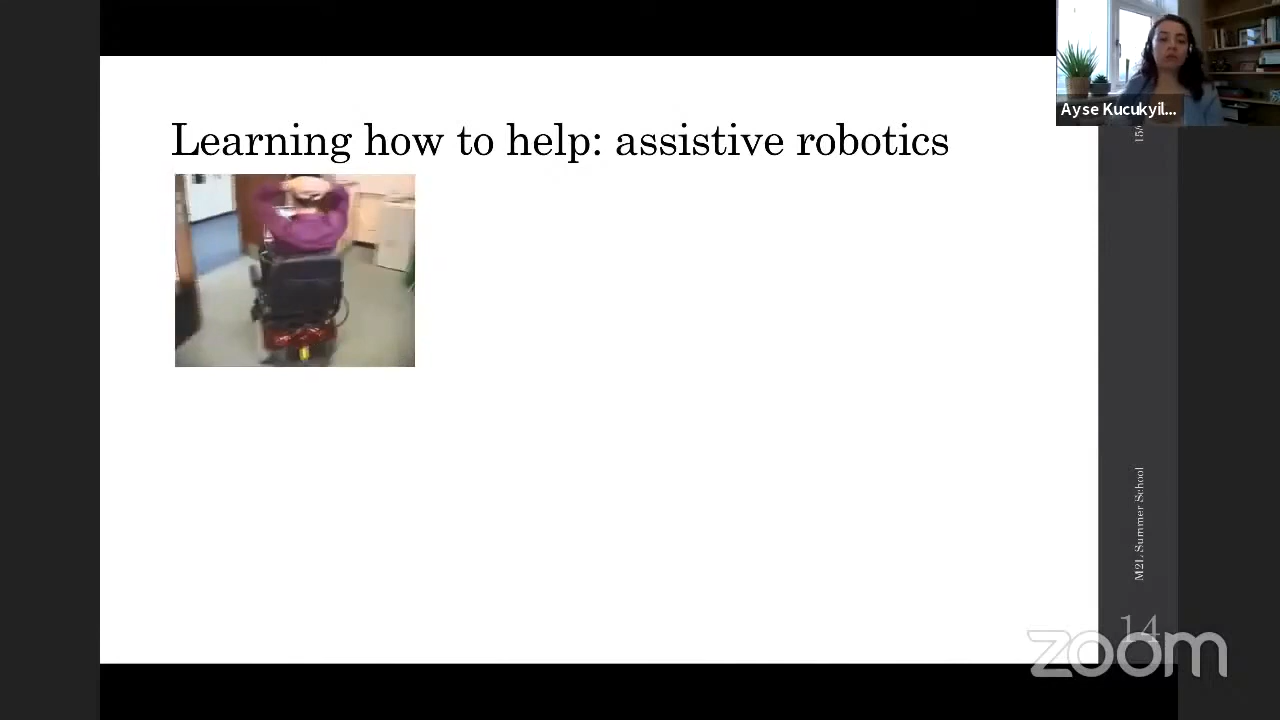 Ayse Kucukyil...
Learning how to help: assistive robotics
M2L Summer School
14
zoom